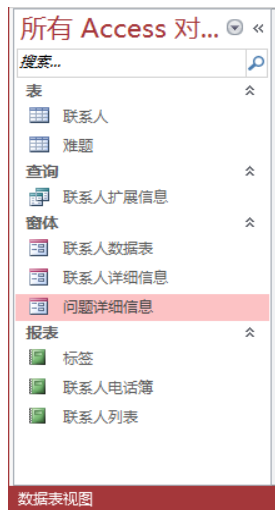 所有 Access 对...
搜索...
表
联系人
难题
查询
联系人扩展信息
窗体
联系人数据表
联系人详细信息
问题详细信息
报表
标签
联系人电话簿
联系人列表
数据表视图